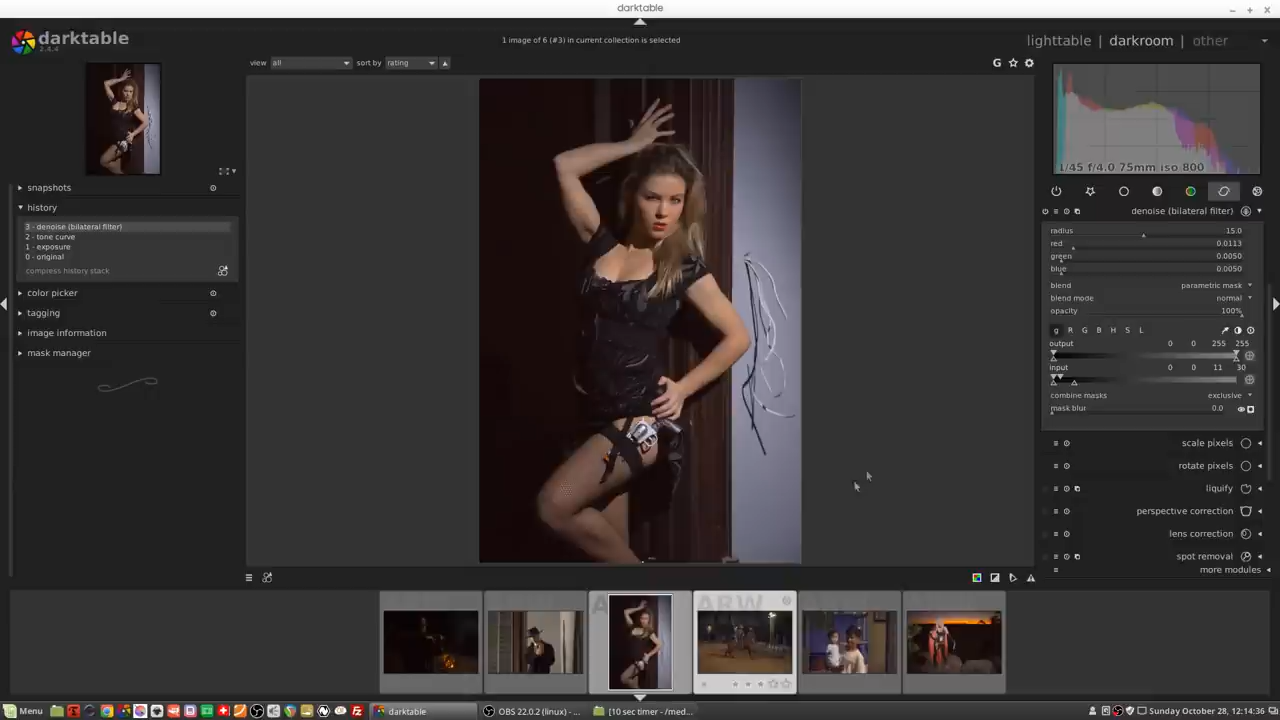 darktable
darktable
2.4.4
1 image of 6 (#3) in current collection is selected
lighttable | darkroom | other
view all sort by rating
G
1/45 f/4.0 75mm iso 800
snapshots
history
3 - denoise (bilateral filter)
2 - tone curve
1 - exposure
0 - original
compress history stack
color picker
tagging
image information
mask manager
denoise (bilateral filter)
radius 15.0
red 0.0113
green 0.0050
blue 0.0050
blend parametric mask
blend mode normal
opacity 100%
g R G B H S L
output 0 0 255 255
input 0 0 11 30
combine masks exclusive
mask blur 0.0
scale pixels
rotate pixels
liquify
perspective correction
lens correction
spot removal
more modules
ARW
Menu
darktable
OBS 22.0.2 (linux) - ...
[10 sec timer - /med...
Sunday October 28, 12:14:36